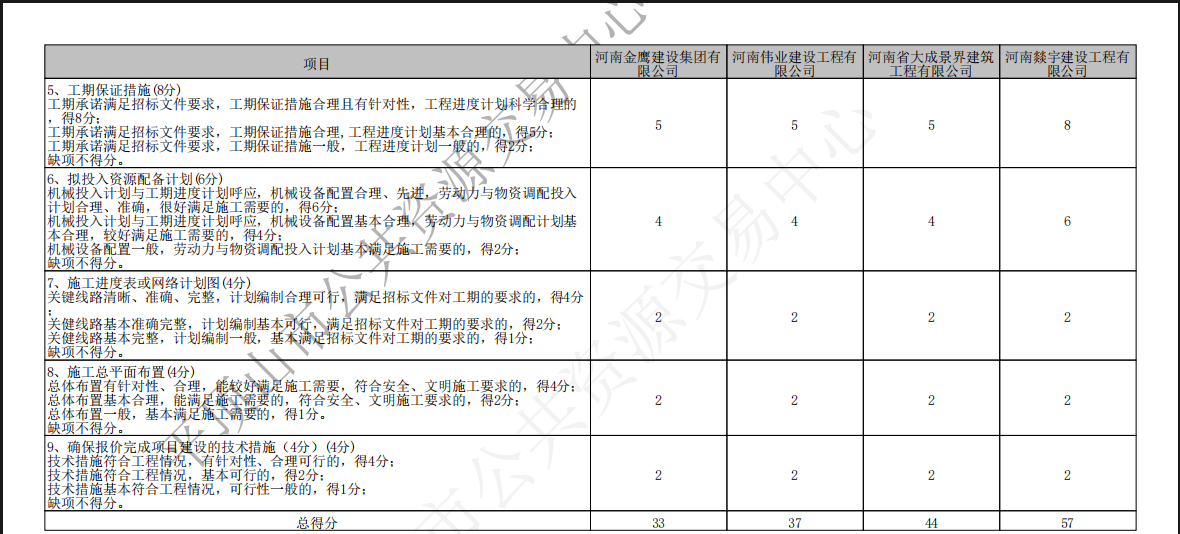 项目
河南金鹰建设集团有
限公司
河南伟业建设工程有
限公司
河南省大成景界建筑
工程有限公司
河南燚宇建设工程有
限公司
5、工期保证措施(8分)
工期承诺满足招标文件要求，工期保证措施合理且有针对性，工程进度计划科学合理的
，得8分；
工期承诺满足招标文件要求，工期保证措施合理,工程进度计划基本合理的，得5分；
工期承诺满足招标文件要求，工期保证措施一般，工程进度计划一般的，得2分；
缺项不得分。
5 5 5 8
6、拟投入资源配备计划(6分)
机械投入计划与工期进度计划呼应，机械设备配置合理、先进，劳动力与物资调配投入
计划合理、准确，很好满足施工需要的，得6分；
机械投入计划与工期进度计划呼应，机械设备配置基本合理，劳动力与物资调配计划基
本合理，较好满足施工需要的，得4分；
机械设备配置一般，劳动力与物资调配投入计划基本满足施工需要的，得2分；
缺项不得分。
4 4 4 6
7、施工进度表或网络计划图(4分)
关键线路清晰、准确、完整，计划编制合理可行，满足招标文件对工期的要求的，得4分
；
关健线路基本准确完整，计划编制基本可行，满足招标文件对工期的要求的，得2分；
关健线路基本完整，计划编制一般，基本满足招标文件对工期的要求的，得1分；
缺项不得分。
2 2 2 2
8、施工总平面布置(4分)
总体布置有针对性、合理，能较好满足施工需要，符合安全、文明施工要求的，得4分；
总体布置基本合理，能满足施工需要的，符合安全、文明施工要求的，得2分；
总体布置一般，基本满足施工需要的，得1分。
缺项不得分。
2 2 2 2
9、确保报价完成项目建设的技术措施（4分）(4分)
技术措施符合工程情况，有针对性、合理可行的，得4分；
技术措施符合工程情况，基本可行的，得2分；
技术措施基本符合工程情况，可行性一般的，得1分；
缺项不得分。
2 2 2 2
总得分 33 37 44 57
平顶山市公共资源交易中心
市公共资源交易中心